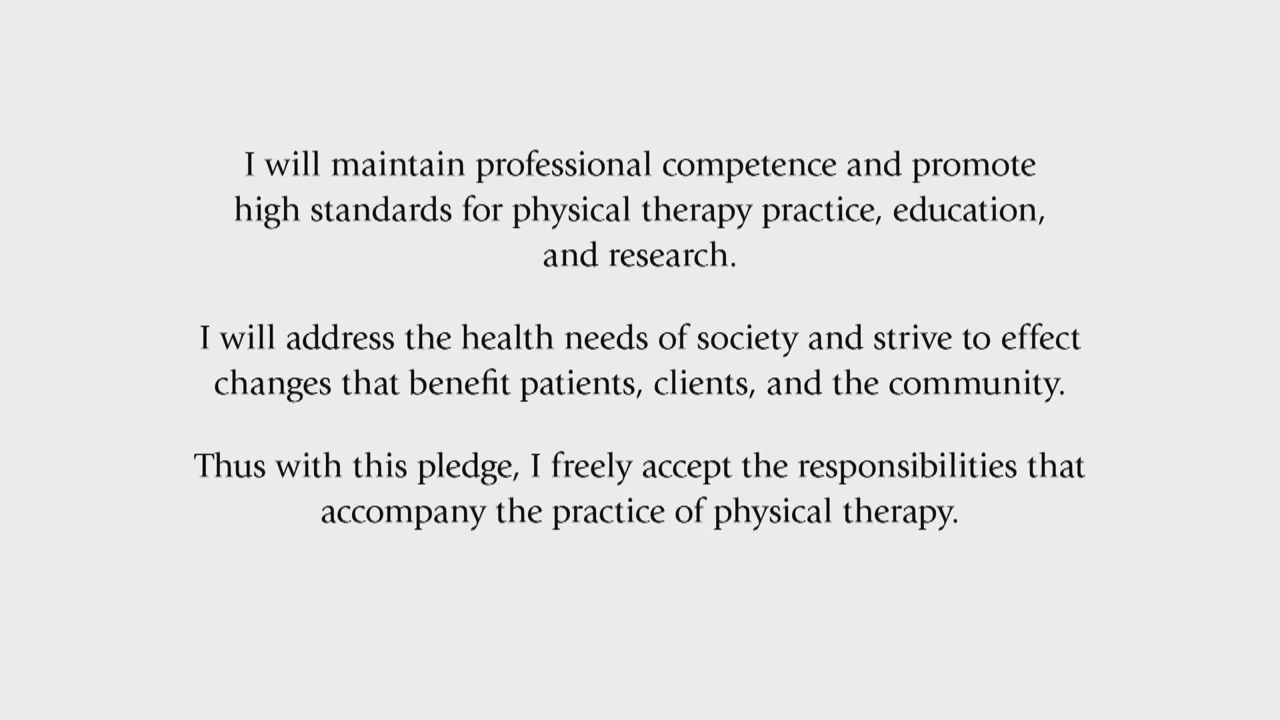 I will maintain professional competence and promote
high standards for physical therapy practice, education,
and research.
I will address the health needs of society and strive to effect
changes that benefit patients, clients, and the community.
Thus with this pledge, I freely accept the responsibilities that
accompany the practice of physical therapy.